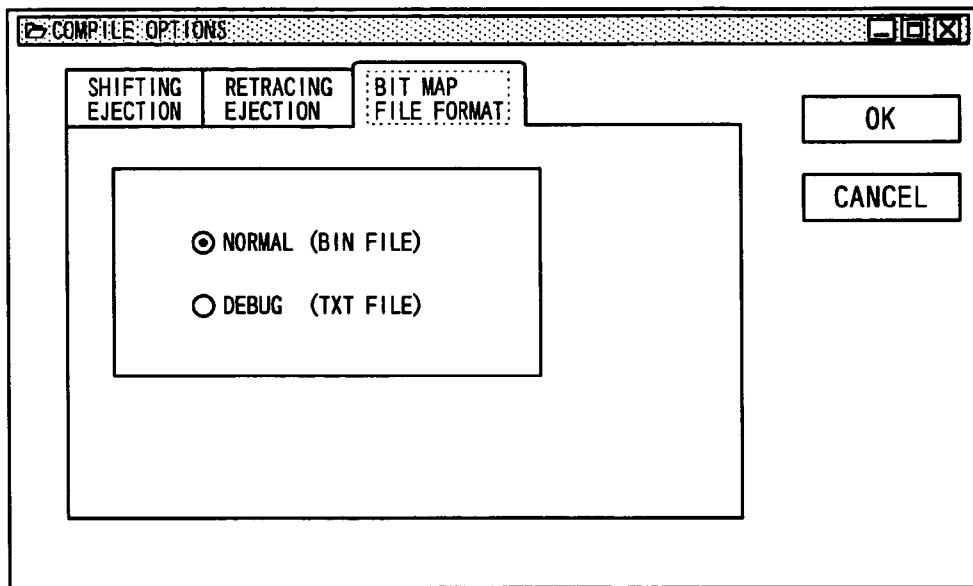 COMPILE OPTIONS
SHIFTING
EJECTION
RETRACING
EJECTION
BIT MAP
FILE FORMAT
OK
CANCEL
NORMAL (BIN FILE)
DEBUG (TXT FILE)